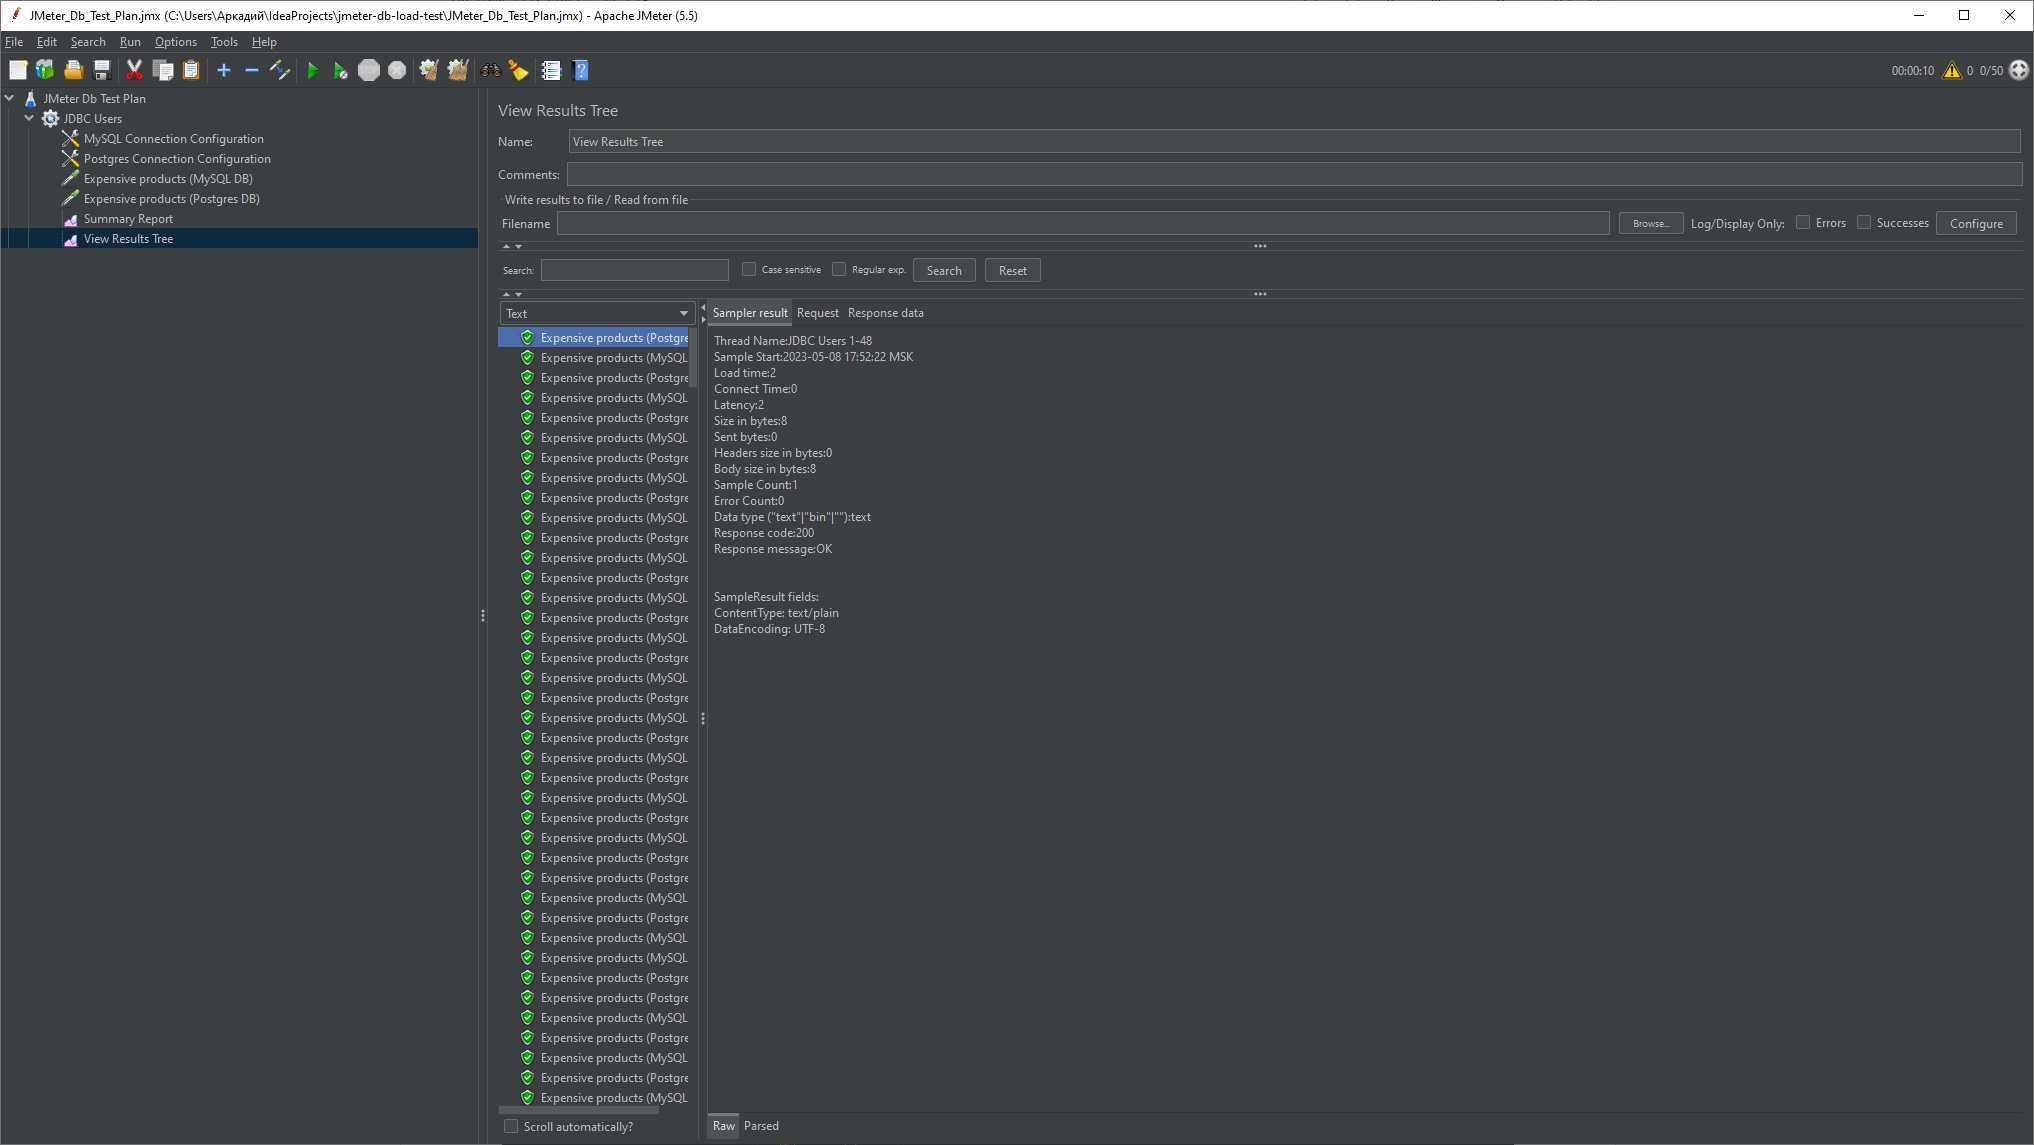 JMeter_Db_Test_Plan.jmx (C:\Users\Аркадий\IdeaProjects\jmeter-db-load-test\JMeter_Db_Test_Plan.jmx) - Apache JMeter (5.5)
File Edit Search Run Options Tools Help
00:00:10 0 0/50
JMeter Db Test Plan
JDBC Users
MySQL Connection Configuration
Postgres Connection Configuration
Expensive products (MySQL DB)
Expensive products (Postgres DB)
Summary Report
View Results Tree
View Results Tree
Name: View Results Tree
Comments:
Write results to file / Read from file
Filename Browse... Log/Display Only: Errors Successes Configure
Search: Case sensitive Regular exp. Search Reset
Text
Expensive products (Postgre
Expensive products (MySQL
Expensive products (Postgre
Expensive products (MySQL
Expensive products (Postgre
Expensive products (MySQL
Expensive products (Postgre
Expensive products (MySQL
Expensive products (Postgre
Expensive products (MySQL
Expensive products (Postgre
Expensive products (MySQL
Expensive products (Postgre
Expensive products (MySQL
Expensive products (Postgre
Expensive products (MySQL
Expensive products (Postgre
Expensive products (MySQL
Expensive products (Postgre
Expensive products (MySQL
Expensive products (Postgre
Expensive products (MySQL
Expensive products (Postgre
Expensive products (MySQL
Expensive products (Postgre
Expensive products (MySQL
Expensive products (Postgre
Expensive products (Postgre
Expensive products (MySQL
Expensive products (Postgre
Expensive products (MySQL
Expensive products (MySQL
Expensive products (Postgre
Expensive products (Postgre
Expensive products (MySQL
Expensive products (Postgre
Expensive products (MySQL
Expensive products (Postgre
Expensive products (MySQL
Scroll automatically?
Sampler result Request Response data
Thread Name:JDBC Users 1-48
Sample Start:2023-05-08 17:52:22 MSK
Load time:2
Connect Time:0
Latency:2
Size in bytes:8
Sent bytes:0
Headers size in bytes:0
Body size in bytes:8
Sample Count:1
Error Count:0
Data type ("text"|"bin"|""):text
Response code:200
Response message:OK
SampleResult fields:
ContentType: text/plain
DataEncoding: UTF-8
Raw Parsed